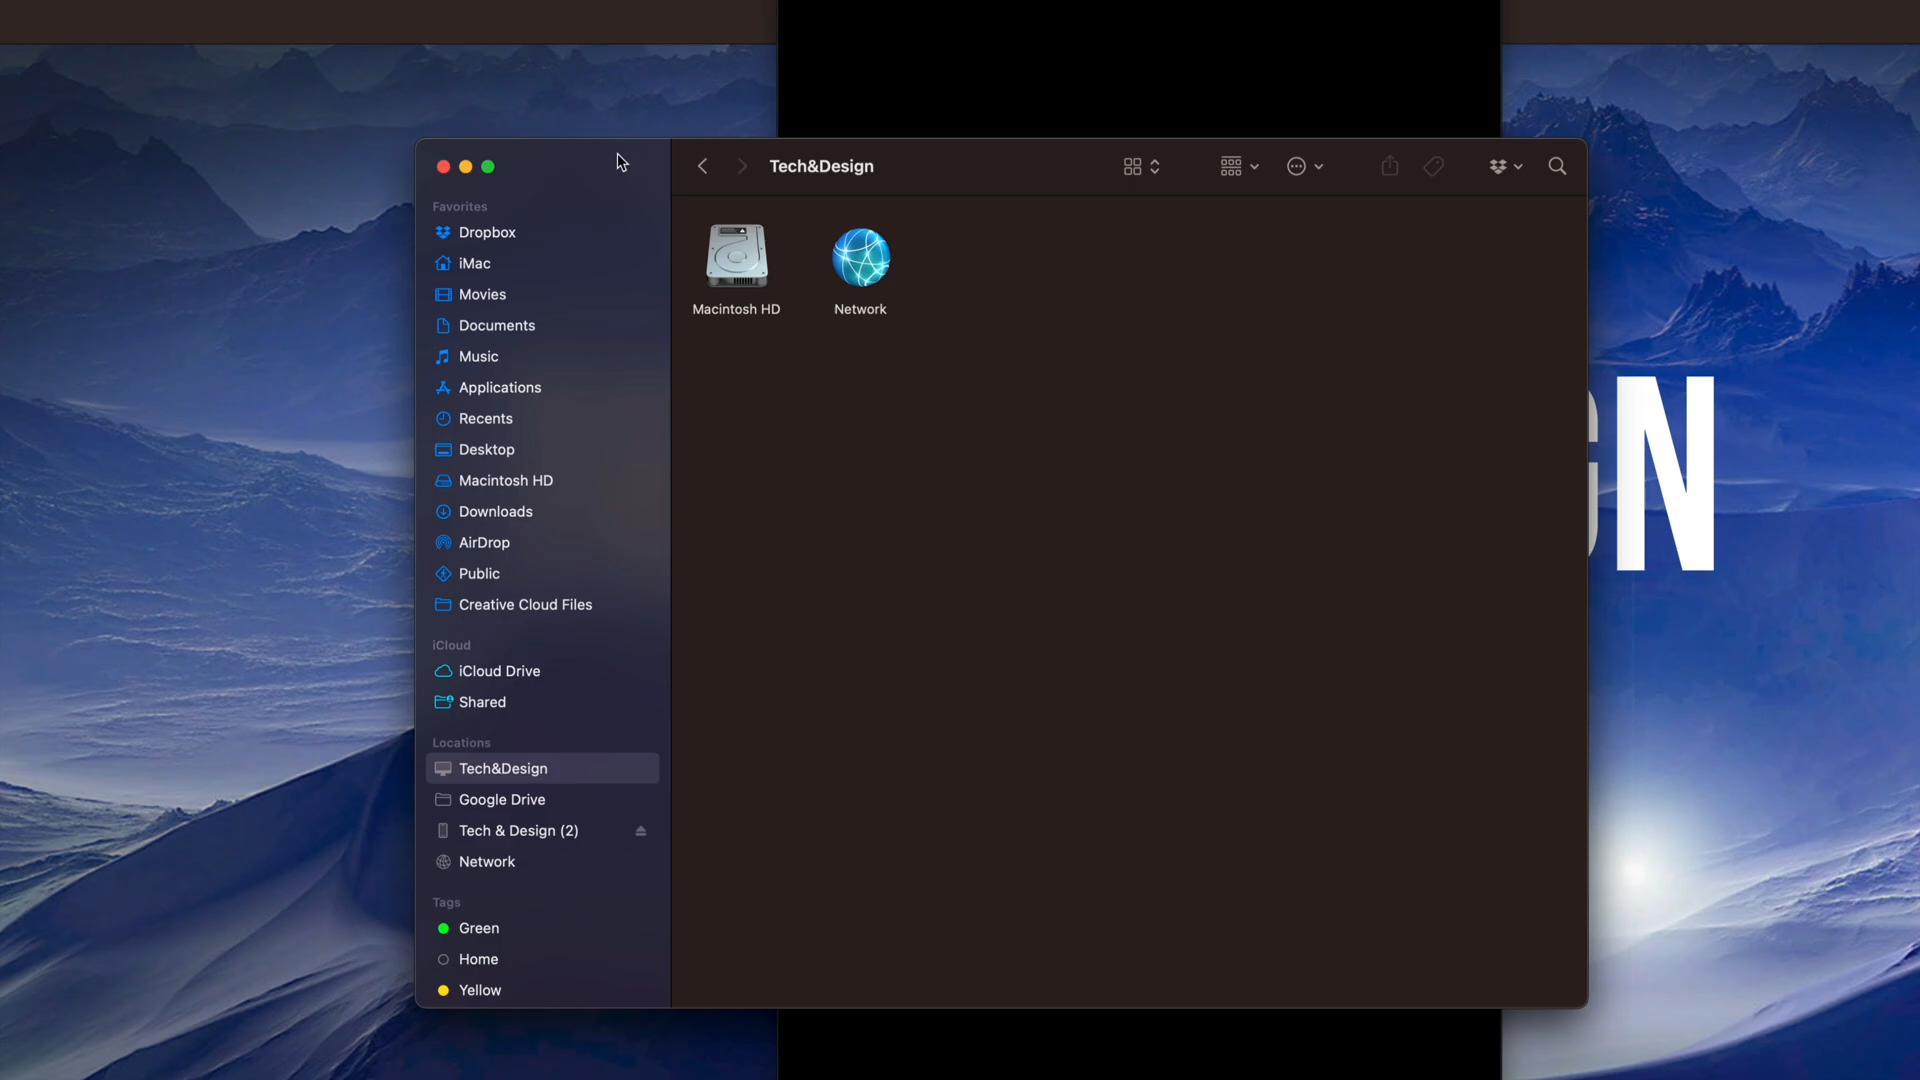 Tech&Design
Favorites
Dropbox
iMac
Movies
Documents
Music
Applications
Recents
Desktop
Macintosh HD
Downloads
AirDrop
Public
Creative Cloud Files
iCloud
iCloud Drive
Shared
Locations
Tech&Design
Google Drive
Tech & Design (2)
Network
Tags
Green
Home
Yellow
Macintosh HD
Network
GN